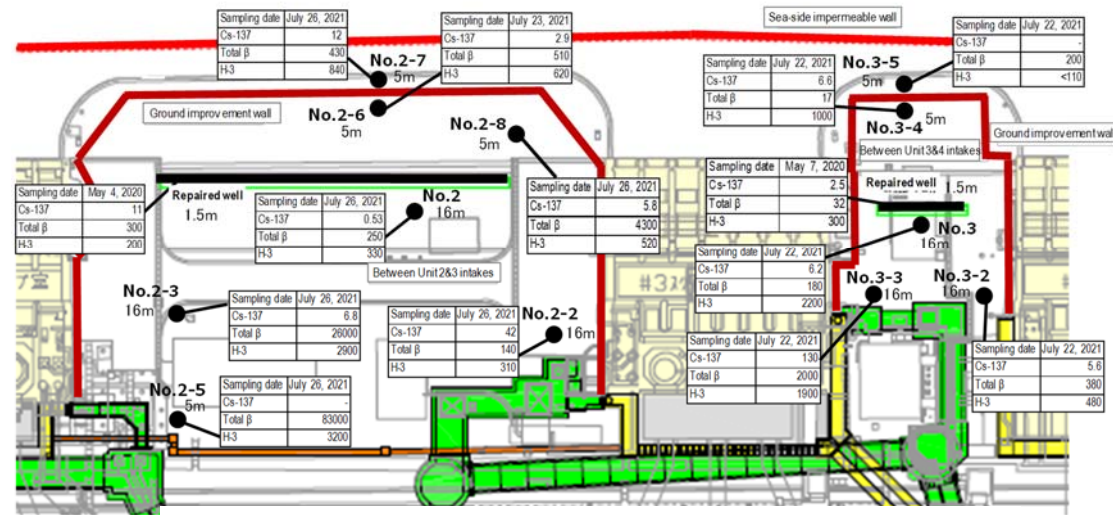 Sampling date July 26, 2021
Cs-137 12
Total β 430
H-3 840
Sampling date July 23, 2021
Cs-137 2.9
Total β 510
H-3 620
Sea-side impermeable wall
Sampling date July 22, 2021
Cs-137 -
Total β 200
H-3 <110
No.2-7
5m
No.3-5
5m
Sampling date July 22, 2021
Cs-137 6.6
Total β 17
H-3 1000
Ground improvement wall
No.2-6
5m
No.2-8
5m
5m
No.3-4
Ground improvement wall
Between Unit 3&4 intakes
Sampling date May 4, 2020
Cs-137 11
Total β 300
H-3 200
Repaired well
1.5m
Sampling date July 26, 2021
Cs-137 0.53
Total β 250
H-3 330
No.2
16m
Sampling date July 26, 2021
Cs-137 5.8
Total β 4300
H-3 520
Sampling date May 7, 2020
Cs-137 2.5
Total β 32
H-3 300
Repaired well 1.5m
No.3
16m
Between Unit 2&3 intakes
Sampling date July 22, 2021
Cs-137 6.2
Total β 180
H-3 2200
No.2-3
16m
Sampling date July 26, 2021
Cs-137 6.8
Total β 26000
H-3 2900
Sampling date July 26, 2021
Cs-137 42
Total β 140
H-3 310
No.2-2
16m
No.3-3
16m
No.3-2
16m
Sampling date July 22, 2021
Cs-137 130
Total β 2000
H-3 1900
Sampling date July 22, 2021
Cs-137 5.6
Total β 380
H-3 480
No.2-5
5m
Sampling date July 26, 2021
Cs-137 -
Total β 83000
H-3 3200